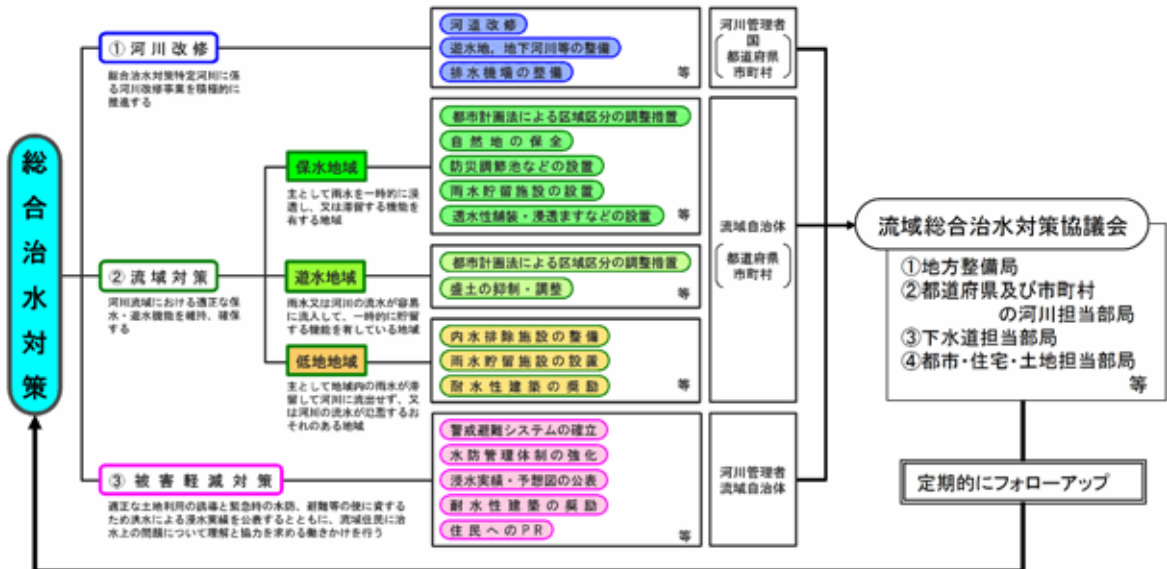 総合治水対策
① 河川改修
総合治水対策特定河川に係
る河川改修事業を積極的に
推進する
河道改修
遊水地，地下河川等の整備
排水機場の整備
等
河川管理者
国
都道府県
市町村
② 流域対策
河川流域における適正な保
水・遊水機能を維持，確保
する
保水地域
主として雨水を一時的に浸
透し、又は滞留する機能を
有する地域
都市計画法による区域区分の調整措置
自然地の保全
防災調節池などの設置
雨水貯留施設の設置
透水性舗装・浸透ますなどの設置
等
遊水地域
雨水又は河川の流水が容易
に流入して、一時的に貯留
する機能を有している地域
都市計画法による区域区分の調整措置
盛土の抑制・調整
等
低地地域
主として地域内の雨水が滞
留して河川に流出せず、又
は河川の流水が氾濫するお
それのある地域
内水排除施設の整備
雨水貯留施設の設置
耐水性建築の奨励
等
流域自治体
都道府県
市町村
③ 被害軽減対策
適正な土地利用の誘導と緊急時の水防、避難等の便に資する
ため洪水による浸水実績を公表するとともに、流域住民に治
水上の問題について理解と協力を求める働きかけを行う
警戒避難システムの確立
水防管理体制の強化
浸水実績・予想図の公表
耐水性建築の奨励
住民へのPR
等
河川管理者
流域自治体
流域総合治水対策協議会
①地方整備局
②都道府県及び市町村
の河川担当部局
③下水道担当部局
④都市・住宅・土地担当部局
等
定期的にフォローアップ